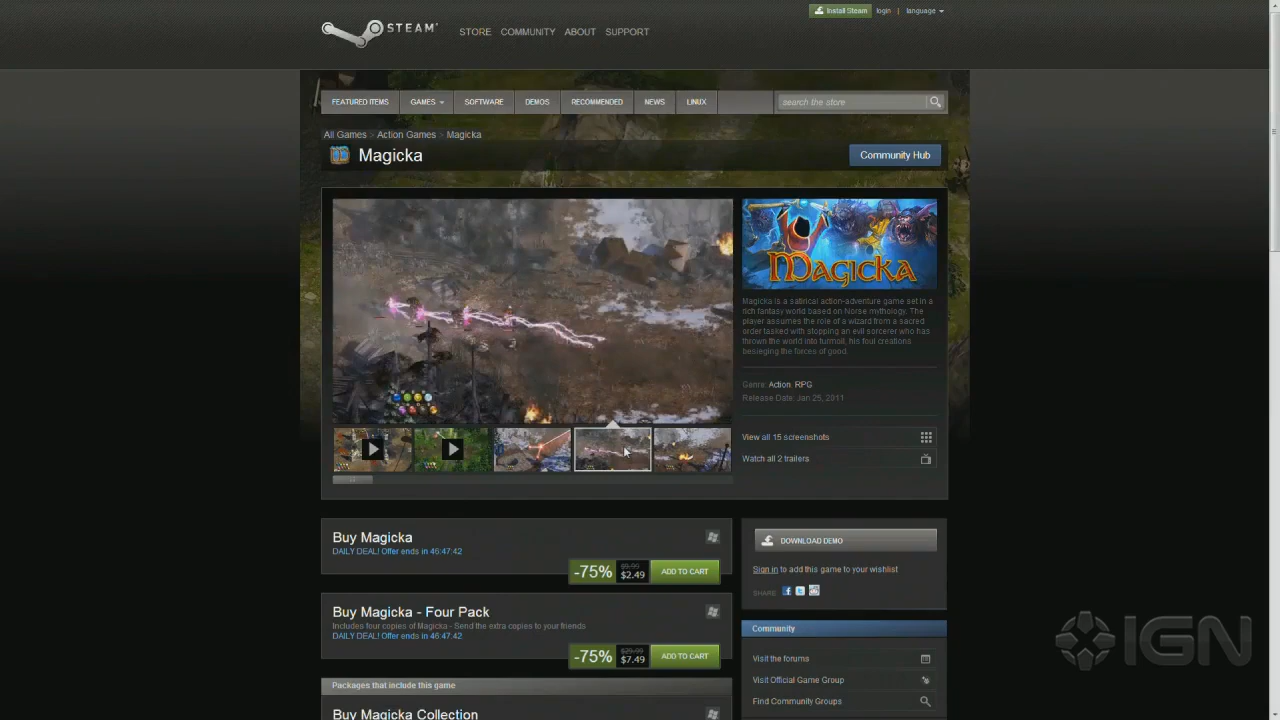 Install Steam login | language
STEAM STORE COMMUNITY ABOUT SUPPORT
FEATURED ITEMS GAMES SOFTWARE DEMOS RECOMMENDED NEWS LINUX search the store
All Games > Action Games > Magicka
Magicka
Community Hub
MAGICKA
Magicka is a satirical action-adventure game set in a
rich fantasy world based on Norse mythology. The
player assumes the role of a wizard from a sacred
order tasked with stopping an evil sorcerer who has
thrown the world into turmoil, his foul creations
besieging the forces of good.
Genre: Action, RPG
Release Date: Jan 25, 2011
View all 15 screenshots
Watch all 2 trailers
Buy Magicka
DAILY DEAL! Offer ends in 46:47:42
-75% $9.99 $2.49 ADD TO CART
Buy Magicka - Four Pack
Includes four copies of Magicka - Send the extra copies to your friends
DAILY DEAL! Offer ends in 46:47:42
-75% $29.99 $7.49 ADD TO CART
Packages that include this game
Buy Magicka Collection
DOWNLOAD DEMO
Sign in to add this game to your wishlist
SHARE:
Community
Visit the forums
Visit Official Game Group
Find Community Groups
IGN